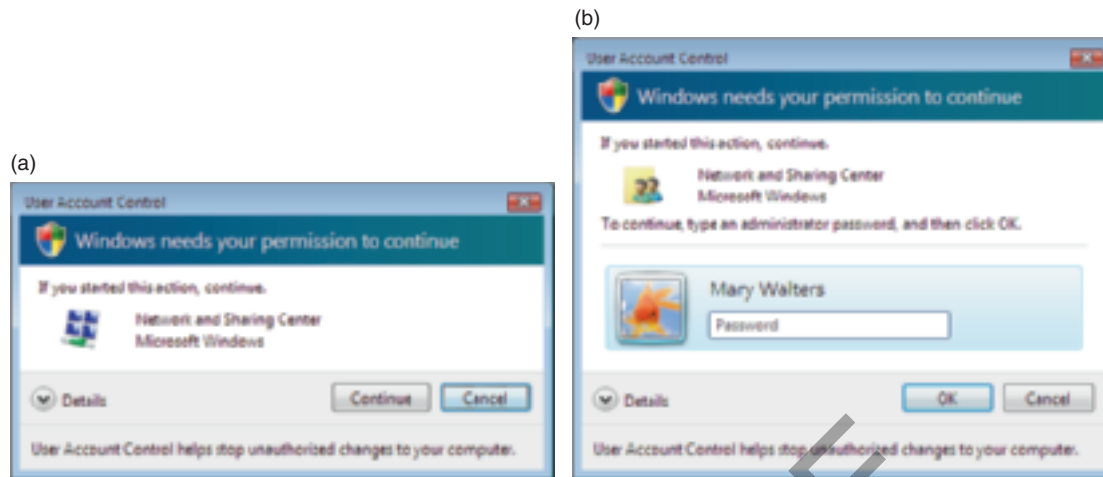 (a)
User Account Control
Windows needs your permission to continue
If you started this action, continue.
Network and Sharing Center
Microsoft Windows
Details
Continue
Cancel
User Account Control helps stop unauthorized changes to your computer.
(b)
User Account Control
Windows needs your permission to continue
If you started this action, continue.
Network and Sharing Center
Microsoft Windows
To continue, type an administrator password, and then click OK.
Mary Walters
Password
Details
OK
Cancel
User Account Control helps stop unauthorized changes to your computer.